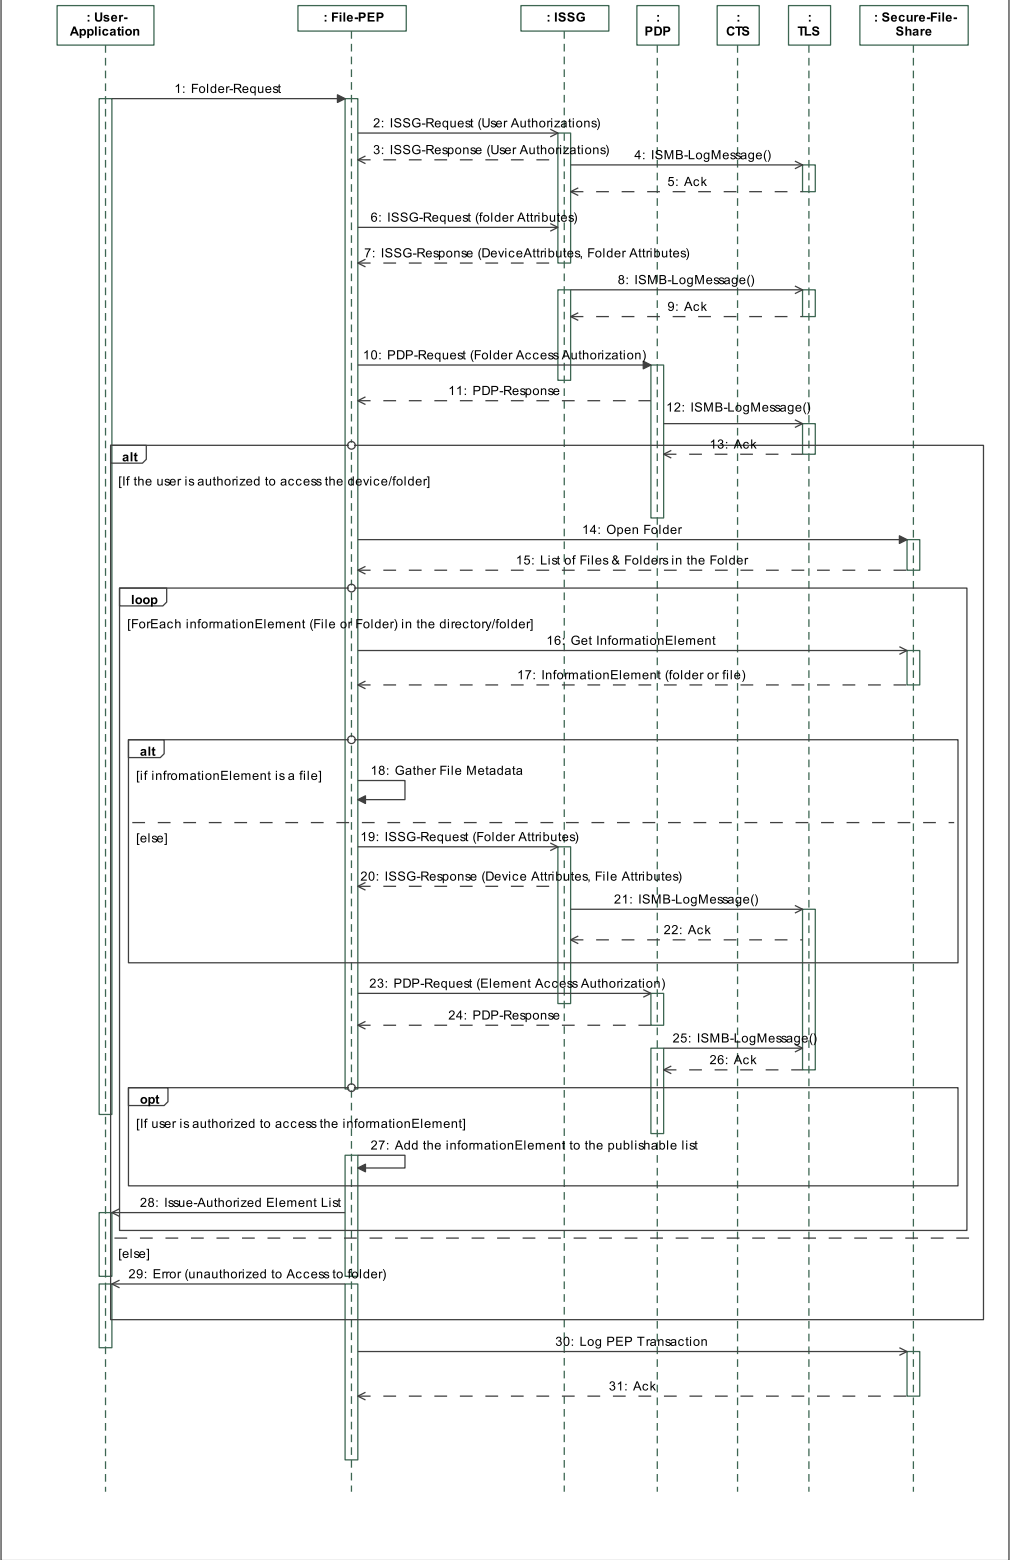 : User-
Application
: File-PEP
: ISSG
:
PDP
:
CTS
:
TLS
: Secure-File-
Share
1: Folder-Request
2: ISSG-Request (User Authorizations)
3: ISSG-Response (User Authorizations)
4: ISMB-LogMessage()
5: Ack
6: ISSG-Request (folder Attributes)
7: ISSG-Response (DeviceAttributes, Folder Attributes)
8: ISMB-LogMessage()
9: Ack
10: PDP-Request (Folder Access Authorization)
11: PDP-Response
12: ISMB-LogMessage()
13: Ack
alt
[If the user is authorized to access the device/folder]
14: Open Folder
15: List of Files & Folders in the Folder
loop
[ForEach informationElement (File or Folder) in the directory/folder]
16: Get InformationElement
17: InformationElement (folder or file)
alt
[if infromationElement is a file]
18: Gather File Metadata
[else]
19: ISSG-Request (Folder Attributes)
20: ISSG-Response (Device Attributes, File Attributes)
21: ISMB-LogMessage()
22: Ack
23: PDP-Request (Element Access Authorization)
24: PDP-Response
25: ISMB-LogMessage()
26: Ack
opt
[If user is authorized to access the informationElement]
27: Add the informationElement to the publishable list
28: Issue-Authorized Element List
[else]
29: Error (unauthorized to Access to folder)
30: Log PEP Transaction
31: Ack